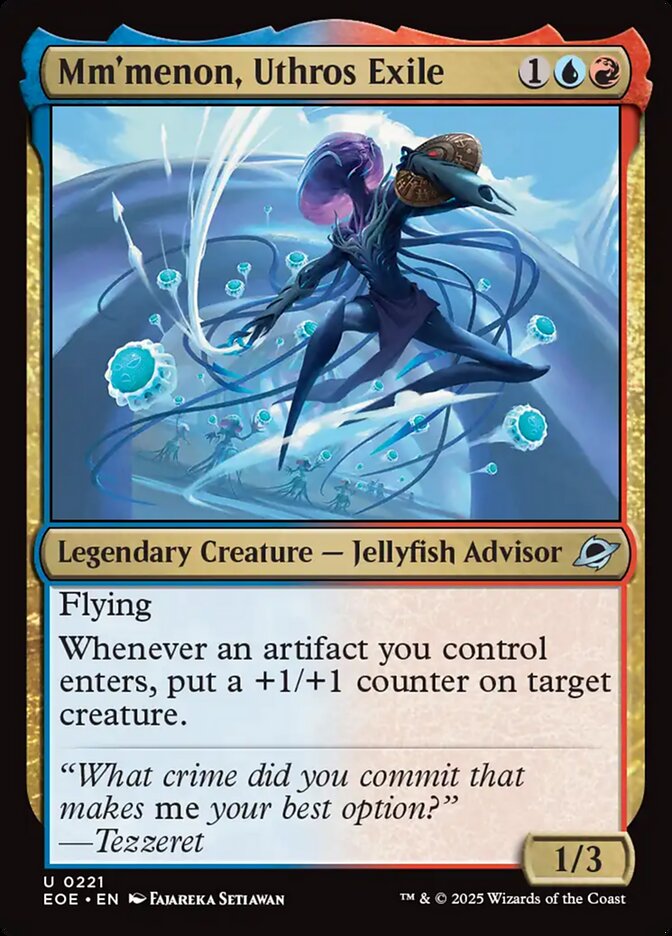 Mm'menon, Uthros Exile 1
Legendary Creature — Jellyfish Advisor
Flying
Whenever an artifact you control
enters, put a +1/+1 counter on target
creature.
“What crime did you commit that
makes me your best option?”
—Tezzeret
1/3
U 0221
EOE • EN Fajareka Setiawan
™ & © 2025 Wizards of the Coast